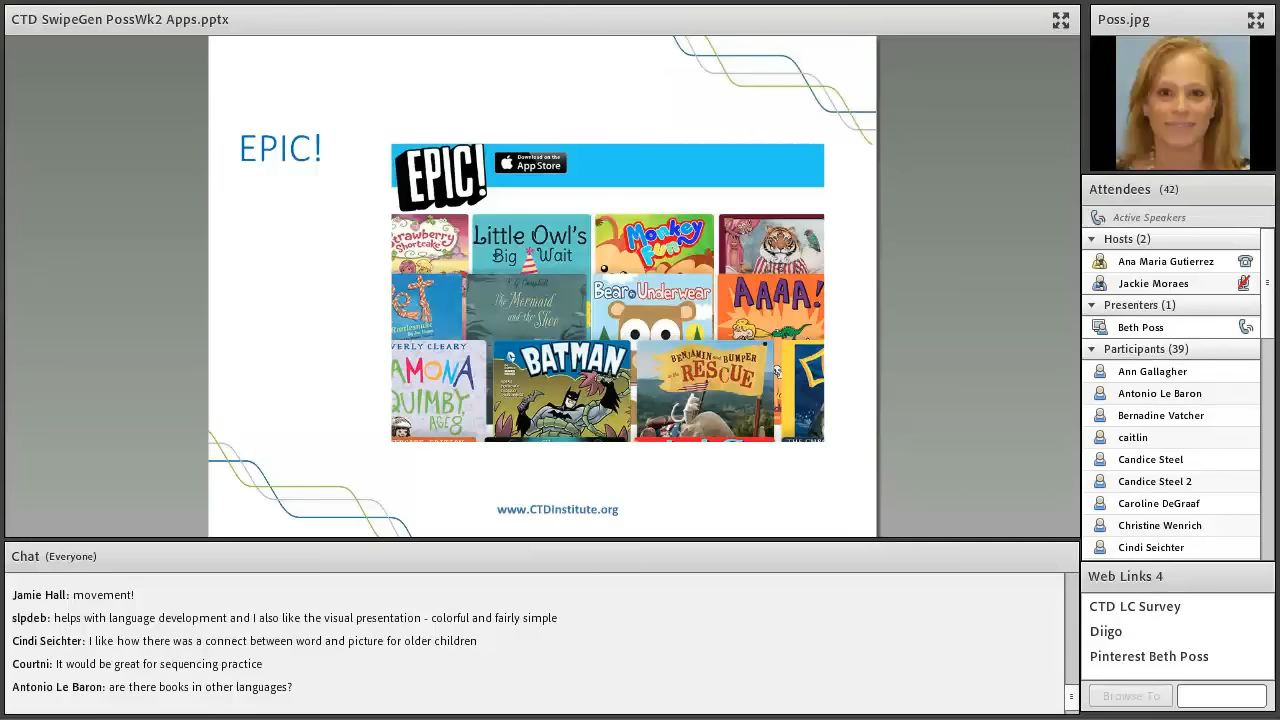 CTD SwipeGen PossWk2 Apps.pptx
EPIC!
EPIC!
Download on the
App Store
Strawberry
Shortcake
Little Owl's
Big Wait
Monkey
Fun
The Mermaid
and the Shoe
Bear in Underwear
AAAA!
VERLY CLEARY
AMONA
QUIMBY,
AGE 8
BATMAN
BENJAMIN and BUMPER
to the
RESCUE
www.CTDInstitute.org
Chat (Everyone)
Jamie Hall: movement!
slpdeb: helps with language development and I also like the visual presentation - colorful and fairly simple
Cindi Seichter: I like how there was a connect between word and picture for older children
Courtni: It would be great for sequencing practice
Antonio Le Baron: are there books in other languages?
Poss.jpg
Attendees (42)
Active Speakers
Hosts (2)
Ana Maria Gutierrez
Jackie Moraes
Presenters (1)
Beth Poss
Participants (39)
Ann Gallagher
Antonio Le Baron
Bernadine Vatcher
caitlin
Candice Steel
Candice Steel 2
Caroline DeGraaf
Christine Wenrich
Cindi Seichter
Web Links 4
CTD LC Survey
Diigo
Pinterest Beth Poss
Browse To